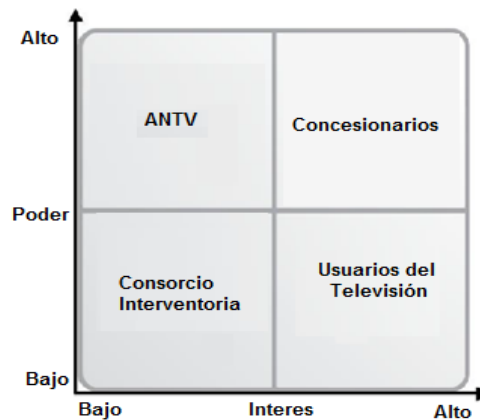 Alto
ANTV
Concesionarios
Poder
Consorcio
Interventoria
Usuarios del
Televisión
Bajo
Bajo
Interes
Alto